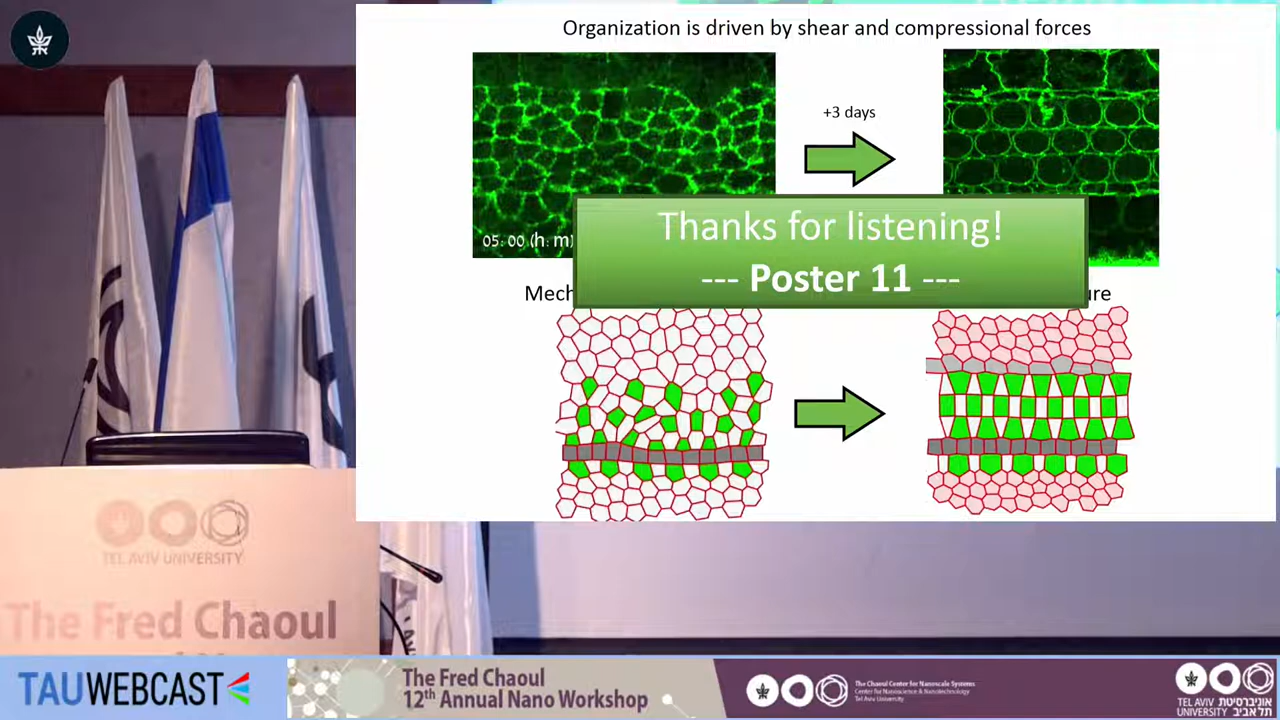 Organization is driven by shear and compressional forces
+3 days
05:00 (h:m)
Thanks for listening!
--- Poster 11 ---
Mech
ure
TEL AVIV UNIVERSITY
The Fred Chaoul
TAUWEBCAST
The Fred Chaoul
12th Annual Nano Workshop
The Chaoul Center for Nanoscale Systems
Center for Nanoscience & Nanotechnology
Tel Aviv University
TEL AVIV אוניברסיטת
UNIVERSITY תל אביב